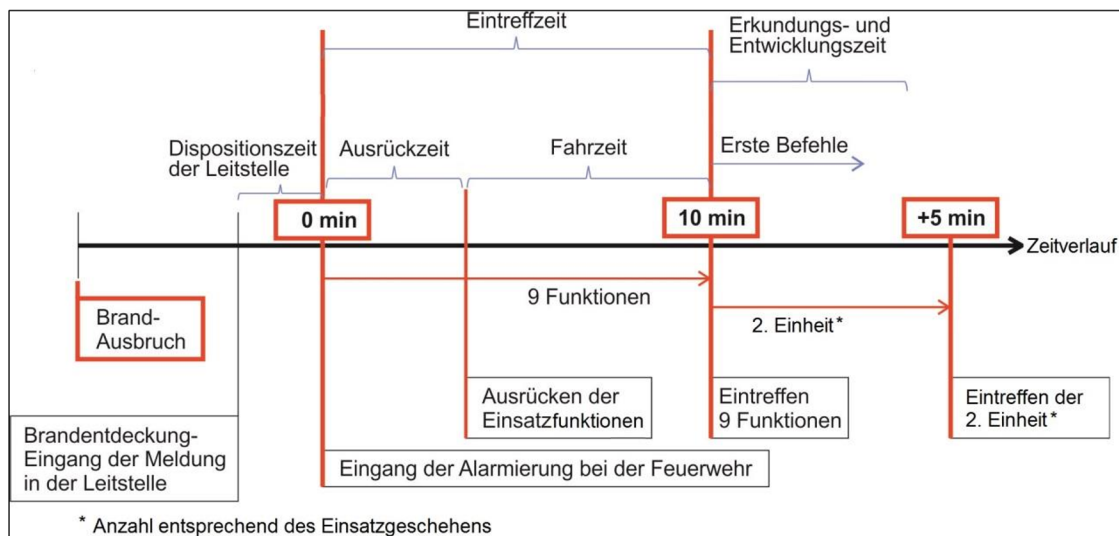 Eintreffzeit
Erkundungs- und
Entwicklungszeit
Dispositionszeit
der Leitstelle
Ausrückzeit
Fahrzeit
Erste Befehle
0 min
10 min
+5 min
Zeitverlauf
9 Funktionen
2. Einheit*
Brand-
Ausbruch
Ausrücken der
Einsatzfunktionen
Eintreffen
9 Funktionen
Eintreffen der
2. Einheit*
Brandentdeckung-
Eingang der Meldung
in der Leitstelle
Eingang der Alarmierung bei der Feuerwehr
* Anzahl entsprechend des Einsatzgeschehens